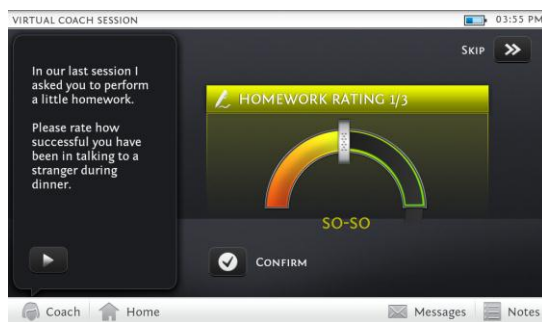 VIRTUAL COACH SESSION
03:55 PM
SKIP
In our last session I
asked you to perform
a little homework.
Please rate how
successful you have
been in talking to a
stranger during
dinner.
HOMEWORK RATING 1/3
SO-SO
CONFIRM
Coach
Home
Messages
Notes